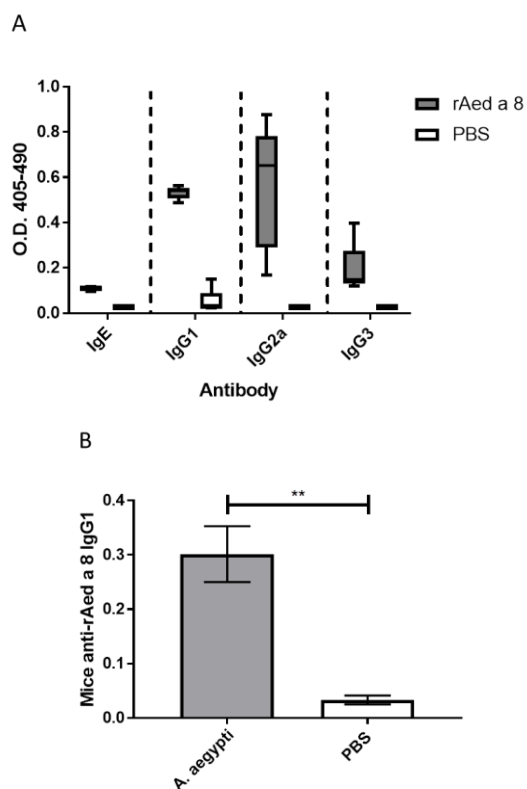 A
rAed a 8
PBS
O.D. 405-490
1.0
0.8
0.6
0.4
0.2
0.0
IgE
IgG1
IgG2a
IgG3
Antibody
B
Mice anti-rAed a 8 IgG1
0.4
0.3
0.2
0.1
0.0
**
A. aegypti
PBS